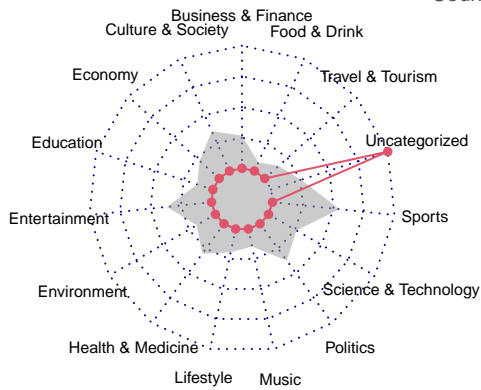 Business & Finance
Culture & Society
Food & Drink
Economy
Travel & Tourism
Education
Uncategorized
Entertainment
Sports
Environment
Science & Technology
Health & Medicine
Politics
Lifestyle
Music